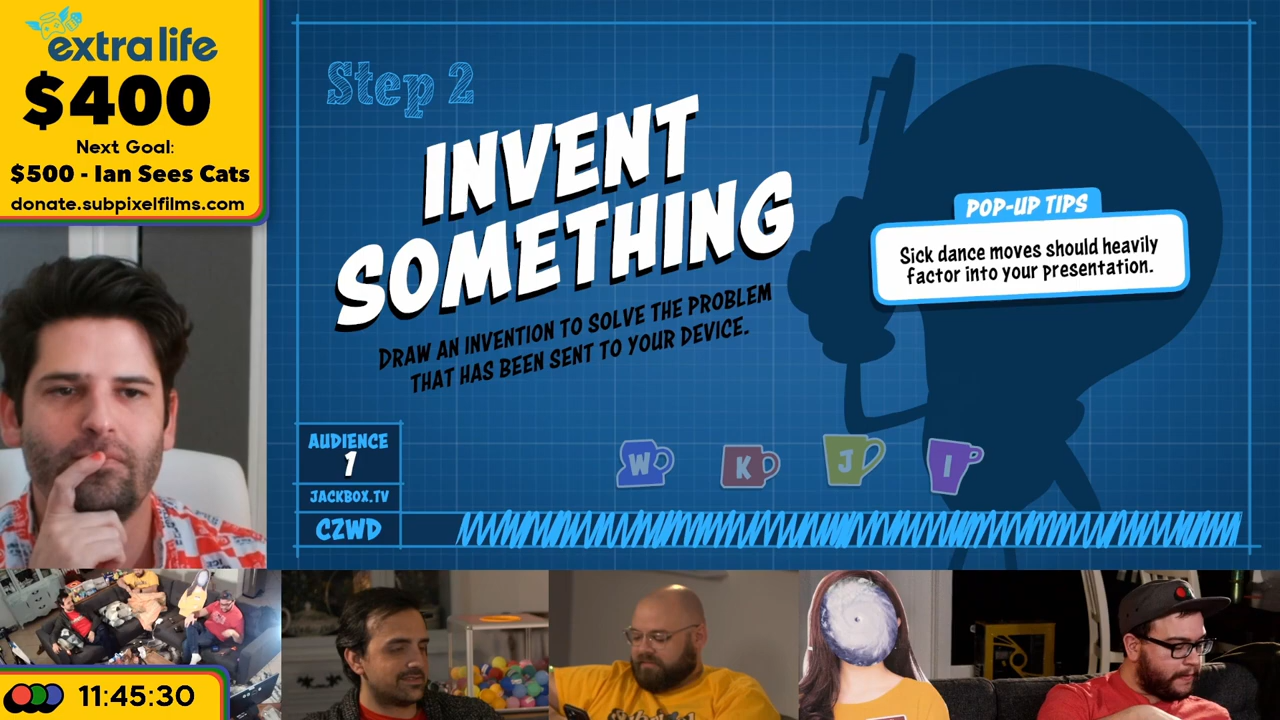 extralife
$400
Next Goal:
$500 - Ian Sees Cats
donate.subpixelfilms.com
Step 2
INVENT
SOMETHING
DRAW AN INVENTION TO SOLVE THE PROBLEM
THAT HAS BEEN SENT TO YOUR DEVICE.
POP-UP TIPS
Sick dance moves should heavily
factor into your presentation.
AUDIENCE
1
JACKBOX.TV
CZWD
W
K
J
I
11:45:30